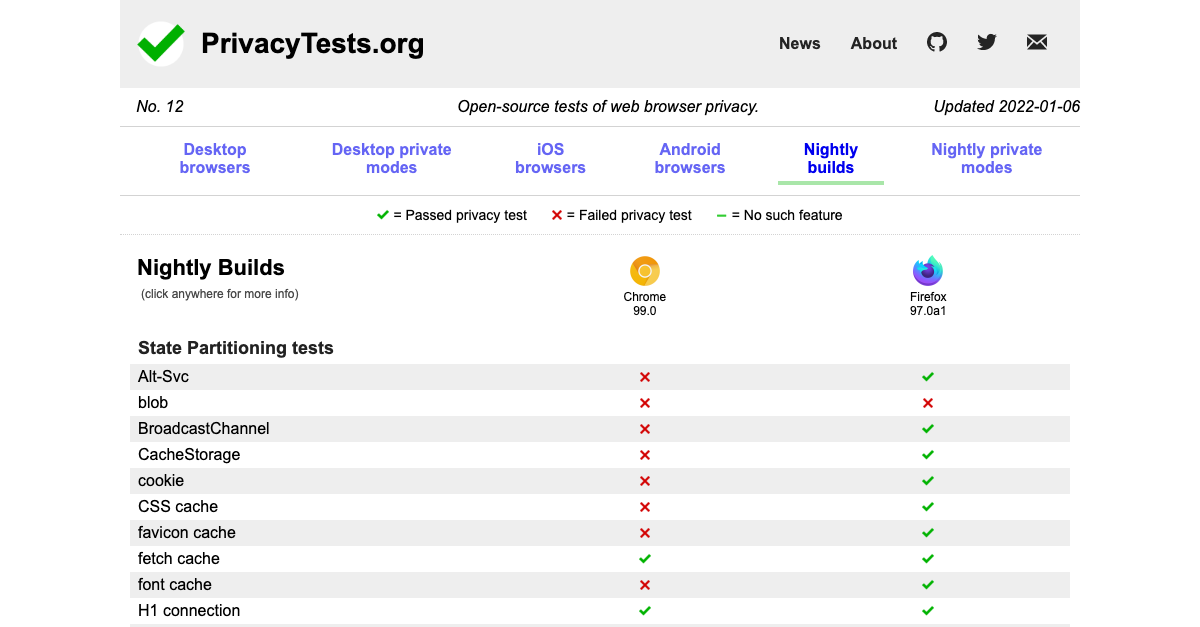 PrivacyTests.org
News About
No. 12 Open-source tests of web browser privacy. Updated 2022-01-06
Desktop browsers
Desktop private modes
iOS browsers
Android browsers
Nightly builds
Nightly private modes
= Passed privacy test = Failed privacy test = No such feature
Nightly Builds
(click anywhere for more info)
Chrome
99.0
Firefox
97.0a1
State Partitioning tests
Alt-Svc
blob
BroadcastChannel
CacheStorage
cookie
CSS cache
favicon cache
fetch cache
font cache
H1 connection